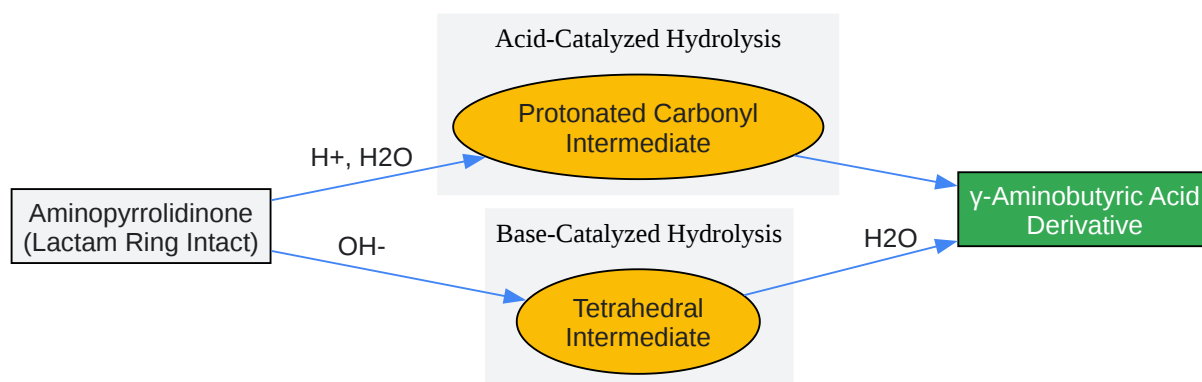 Acid-Catalyzed Hydrolysis
Protonated Carbonyl
Intermediate
H+, H2O
Aminopyrrolidinone
(Lactam Ring Intact)
γ-Aminobutyric Acid
Derivative
Base-Catalyzed Hydrolysis
OH-
H2O
Tetrahedral
Intermediate